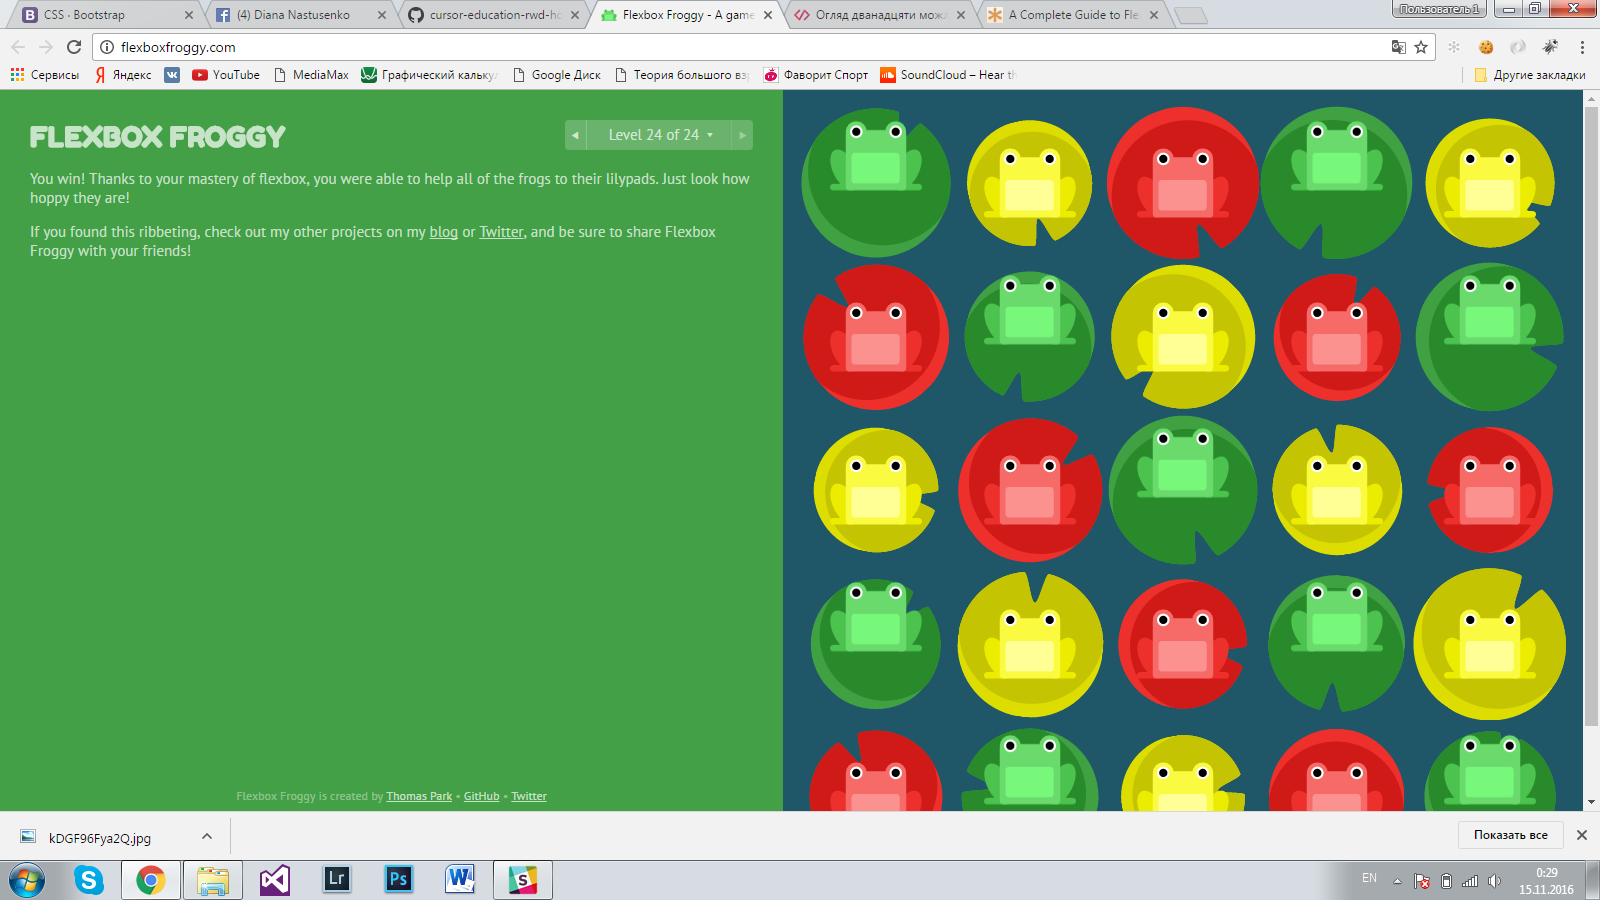 CSS · Bootstrap
(4) Diana Nastusenko
cursor-education-rwd-ho
Flexbox Froggy - A game
Огляд дванадцяти мож
A Complete Guide to Fle
Пользователь 1
flexboxfroggy.com
Сервисы
Яндекс
YouTube
MediaMax
Графический кальку
Google Диск
Теория большого вз
Фаворит Спорт
SoundCloud – Hear th
Другие закладки
FLEXBOX FROGGY
Level 24 of 24
You win! Thanks to your mastery of flexbox, you were able to help all of the frogs to their lilypads. Just look how
hoppy they are!
If you found this ribbeting, check out my other projects on my blog or Twitter, and be sure to share Flexbox
Froggy with your friends!
Flexbox Froggy is created by Thomas Park • GitHub • Twitter
kDGF96Fya2Q.jpg
Показать все
Lr
Ps
W
EN
0:29
15.11.2016